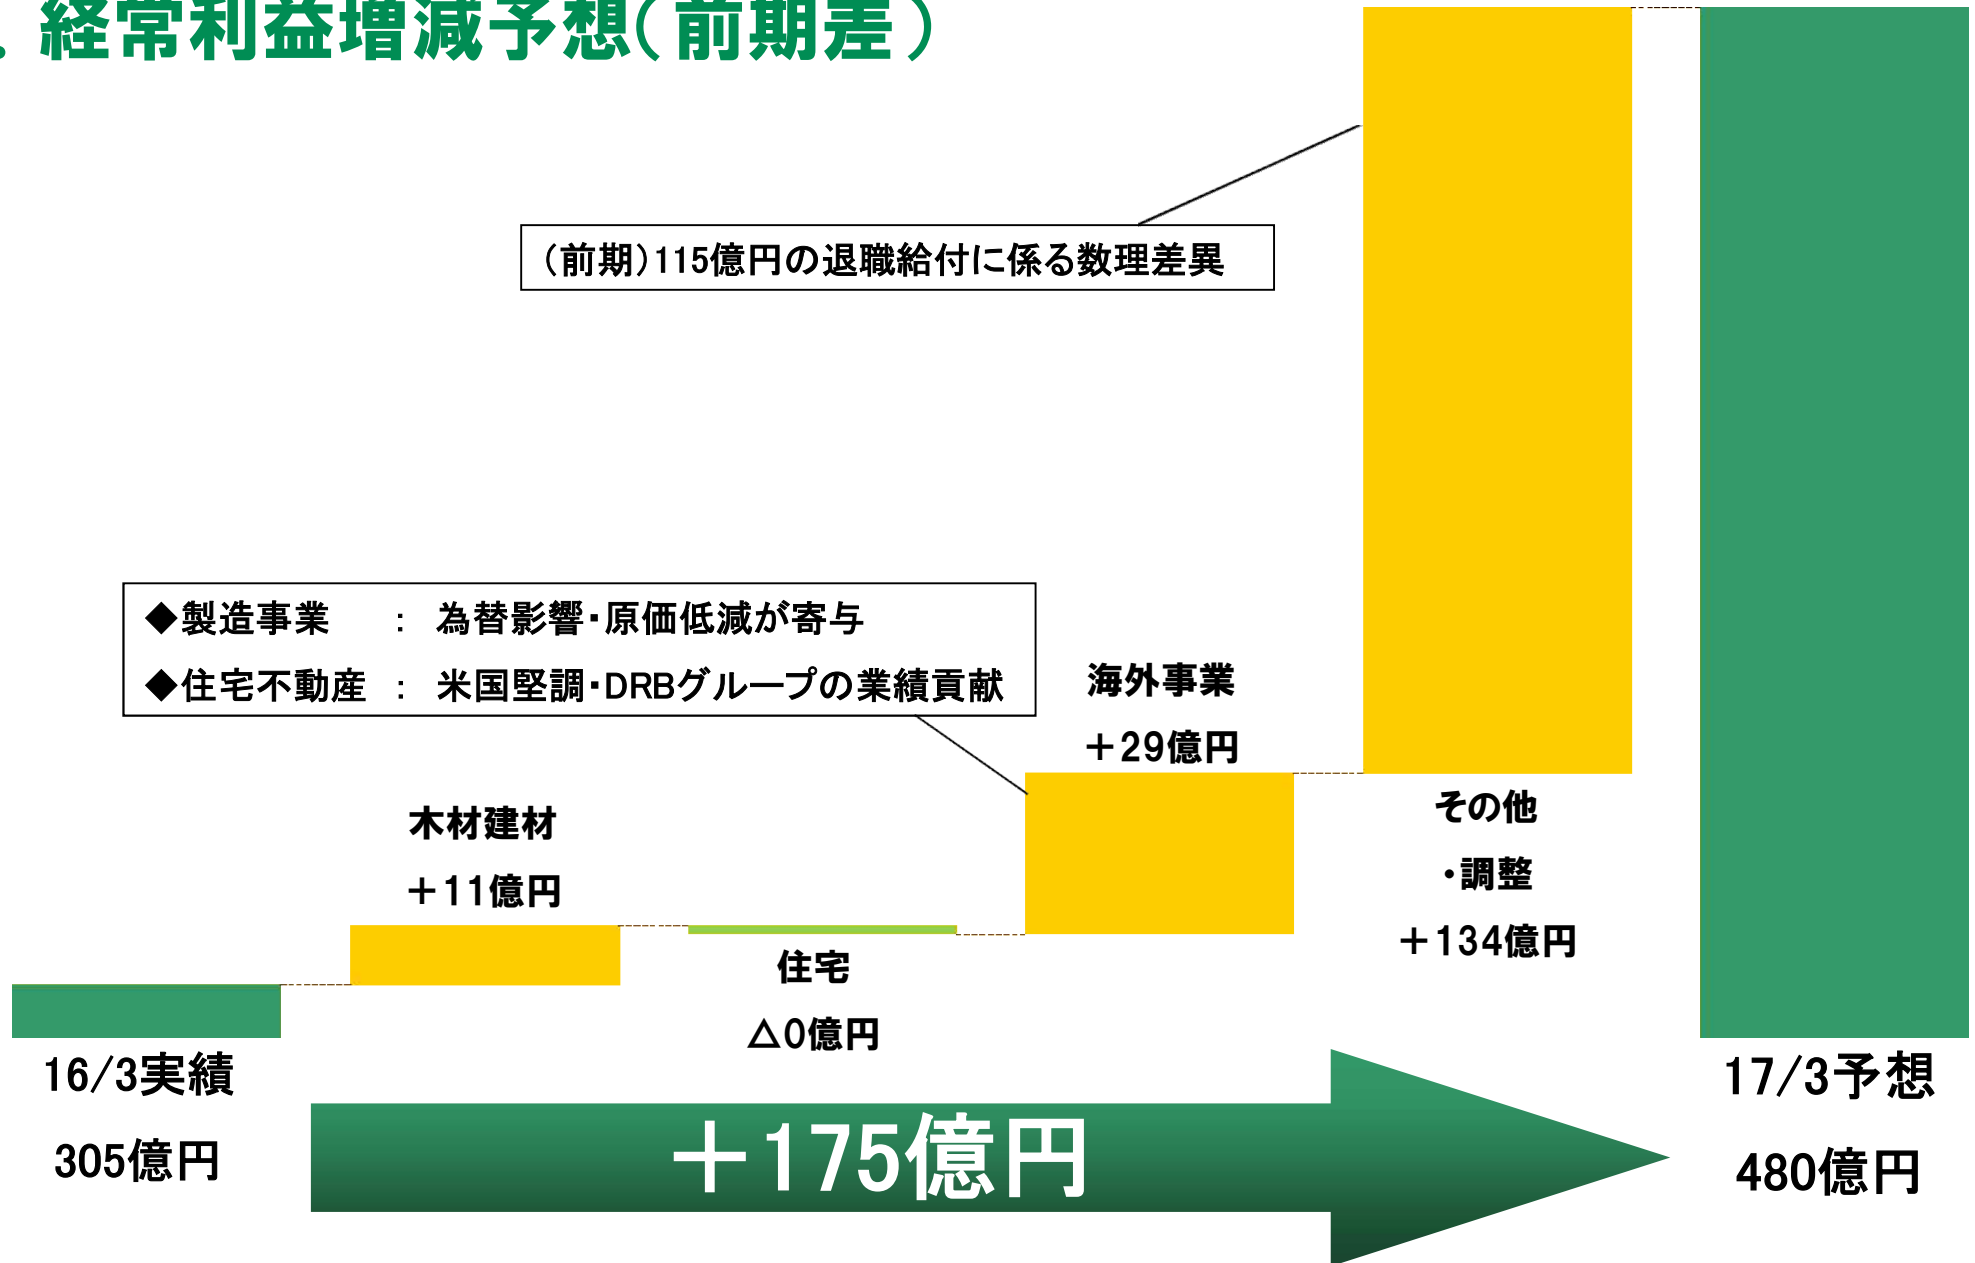 . 経常利益増減予想(前期差)
(前期)115億円の退職給付に係る数理差異
◆製造事業 : 為替影響・原価低減が寄与
◆住宅不動産 : 米国堅調・DRBグループの業績貢献
海外事業
+29億円
木材建材
+11億円
その他
・調整
+134億円
住宅
△0億円
16/3実績
305億円
+175億円
17/3予想
480億円